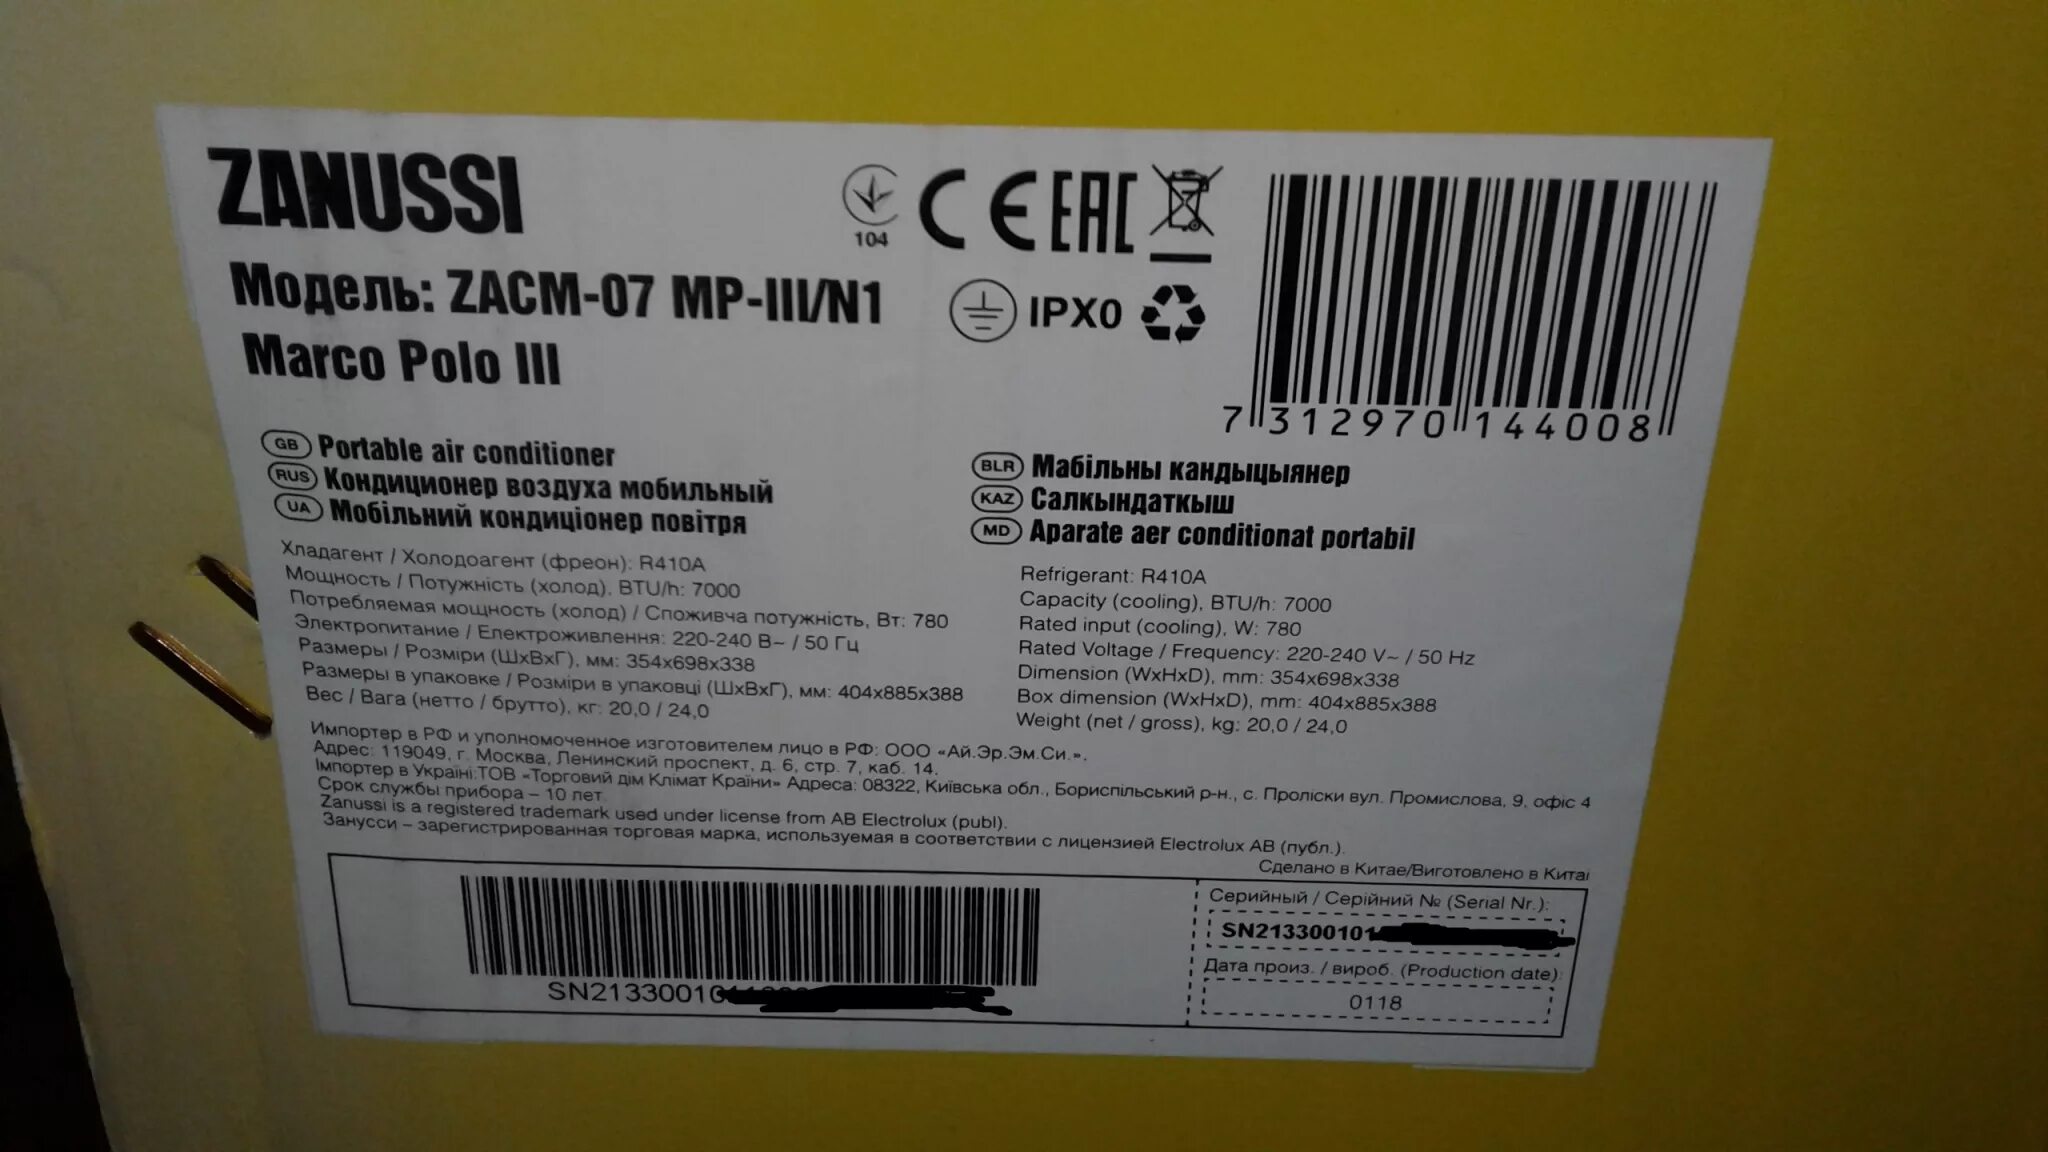 ZANUSSI
Модель: ZACM-07 MP-III/N1
Marco Polo III
104
CE EAC
IPX0
7 312970 144008
GB Portable air conditioner
RUS Кондиционер воздуха мобильный
UA Мобільний кондиціонер повітря
BLR Мабільны кандыцыянер
KAZ Салкындаткыш
MD Aparate aer conditionat portabil
Хладагент / Холодоагент (фреон): R410A
Мощность / Потужність (холод), BTU/h: 7000
Потребляемая мощность (холод) / Споживча потужність, Вт: 780
Электропитание / Електроживлення: 220-240 В~ / 50 Гц
Размеры / Розміри (ШхВхГ), мм: 354х698х338
Размеры в упаковке / Розміри в упаковці (ШхВхГ), мм: 404х885х388
Вес / Вага (нетто / брутто), кг: 20,0 / 24,0
Refrigerant: R410A
Capacity (cooling), BTU/h: 7000
Rated input (cooling), W: 780
Rated Voltage / Frequency: 220-240 V~ / 50 Hz
Dimension (WxHxD), mm: 354x698x338
Box dimension (WxHxD), mm: 404x885x388
Weight (net / gross), kg: 20,0 / 24,0
Импортер в РФ и уполномоченное изготовителем лицо в РФ: ООО «Ай.Эр.Эм.Си.».
Адрес: 119049, г. Москва, Ленинский проспект, д. 6, стр. 7, каб. 14.
Імпортер в Україні:ТОВ «Торговий дім Клімат Країни» Адреса: 08322, Київська обл., Бориспільський р-н., с. Проліски вул. Промислова, 9, офіс 4
Срок службы прибора – 10 лет.
Zanussi is a registered trademark used under license from AB Electrolux (publ).
Занусси – зарегистрированная торговая марка, используемая в соответствии с лицензией Electrolux AB (публ.).
Сделано в Китае/Виготовлено в Китаї
SN2133001
Серийный / Серійний № (Serial Nr.):
SN213300101
Дата произ. / вироб. (Production date):
0118